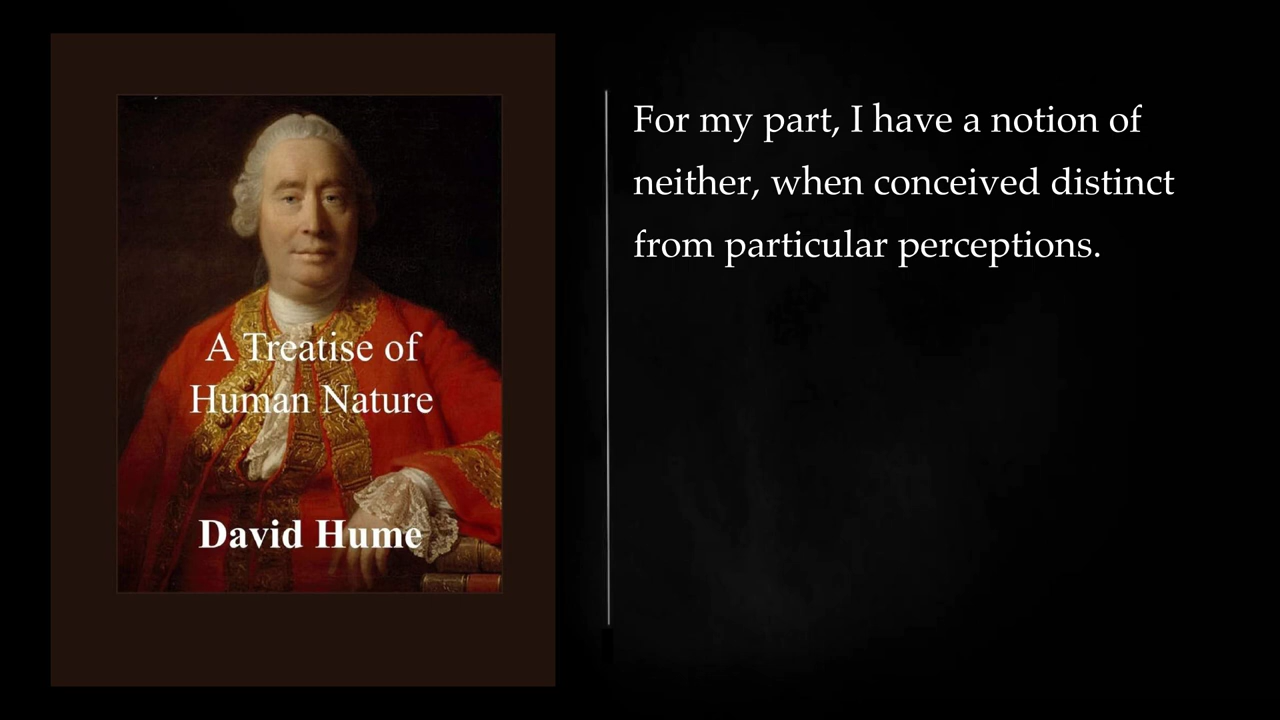 A Treatise of
Human Nature
David Hume
For my part, I have a notion of
neither, when conceived distinct
from particular perceptions.